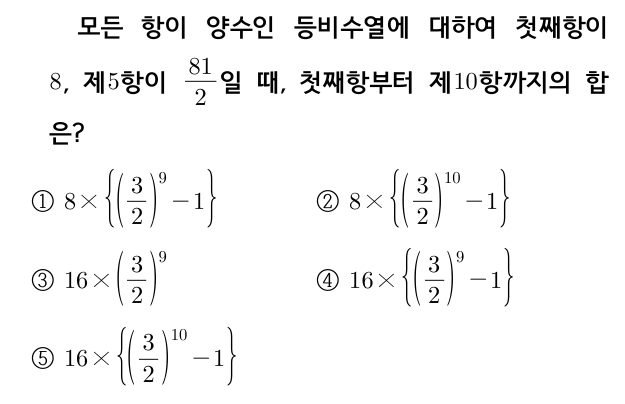 모든 항이 양수인 등비수열에 대하여 첫째항이
8, 제5항이 $\frac{81}{2}$일 때, 첫째항부터 제10항까지의 합
은?
① $8\times\left\{\left(\frac{3}{2}\right)^{9}-1\right\}$ ② $8\times\left\{\left(\frac{3}{2}\right)^{10}-1\right\}$
③ $16\times\left(\frac{3}{2}\right)^{9}$ ④ $16\times\left\{\left(\frac{3}{2}\right)^{9}-1\right\}$
⑤ $16\times\left\{\left(\frac{3}{2}\right)^{10}-1\right\}$